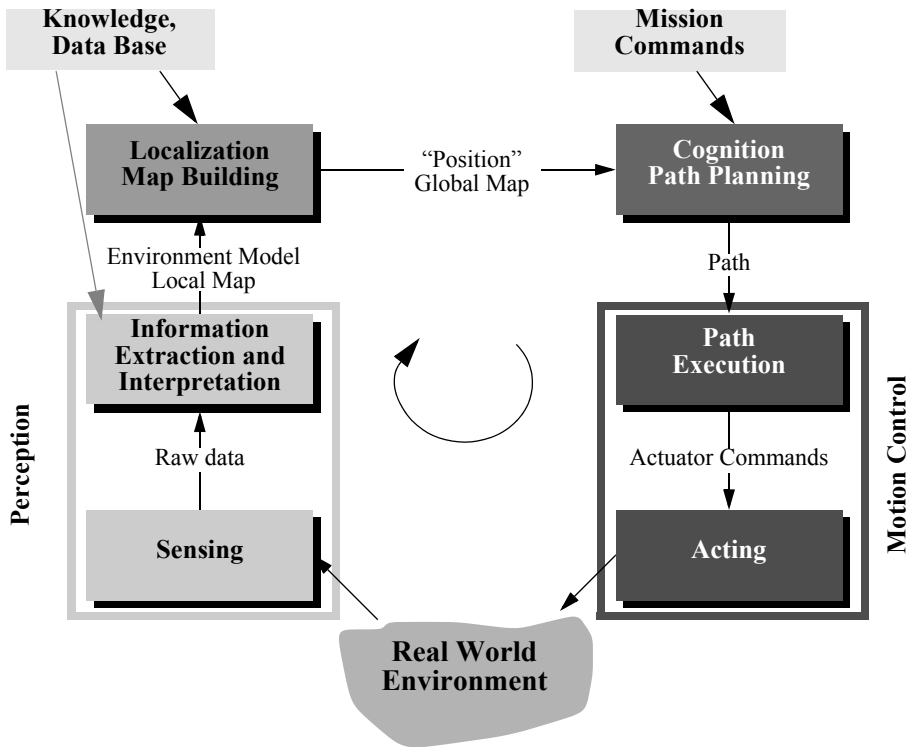 Knowledge,
Data Base
Mission
Commands
Localization
Map Building
“Position”
Global Map
Cognition
Path Planning
Environment Model
Local Map
Path
Information
Extraction and
Interpretation
Path
Execution
Perception
Raw data
Actuator Commands
Motion Control
Sensing
Acting
Real World
Environment